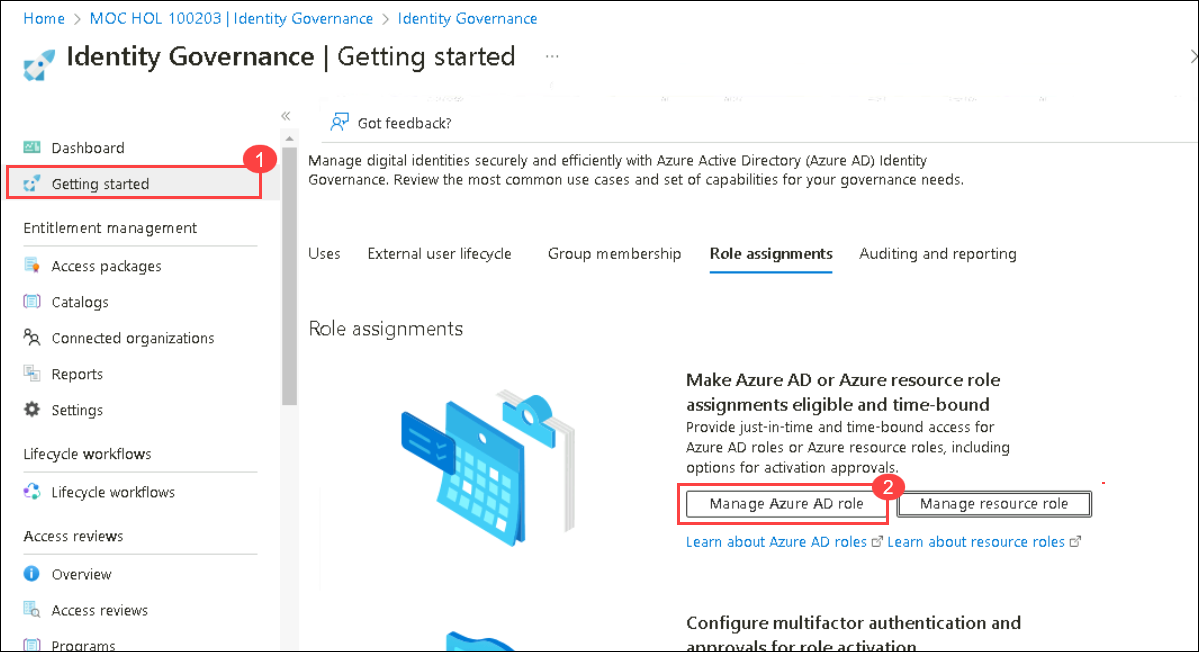 Home > MOC HOL 100203 | Identity Governance > Identity Governance
Identity Governance | Getting started ...
«
Got feedback?
Dashboard
1
Getting started
Entitlement management
Access packages
Catalogs
Connected organizations
Reports
Settings
Lifecycle workflows
Lifecycle workflows
Access reviews
Overview
Access reviews
Programs
Manage digital identities securely and efficiently with Azure Active Directory (Azure AD) Identity
Governance. Review the most common use cases and set of capabilities for your governance needs.
Uses External user lifecycle Group membership Role assignments Auditing and reporting
Role assignments
Make Azure AD or Azure resource role
assignments eligible and time-bound
Provide just-in-time and time-bound access for
Azure AD roles or Azure resource roles, including
options for activation approvals.
2
Manage Azure AD role Manage resource role
Learn about Azure AD roles Learn about resource roles
Configure multifactor authentication and
approvals for role activation